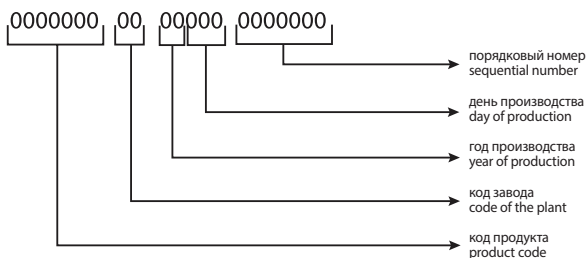 0000000 00 00000 0000000
порядковый номер
sequential number
день производства
day of production
год производства
year of production
код завода
code of the plant
код продукта
product code